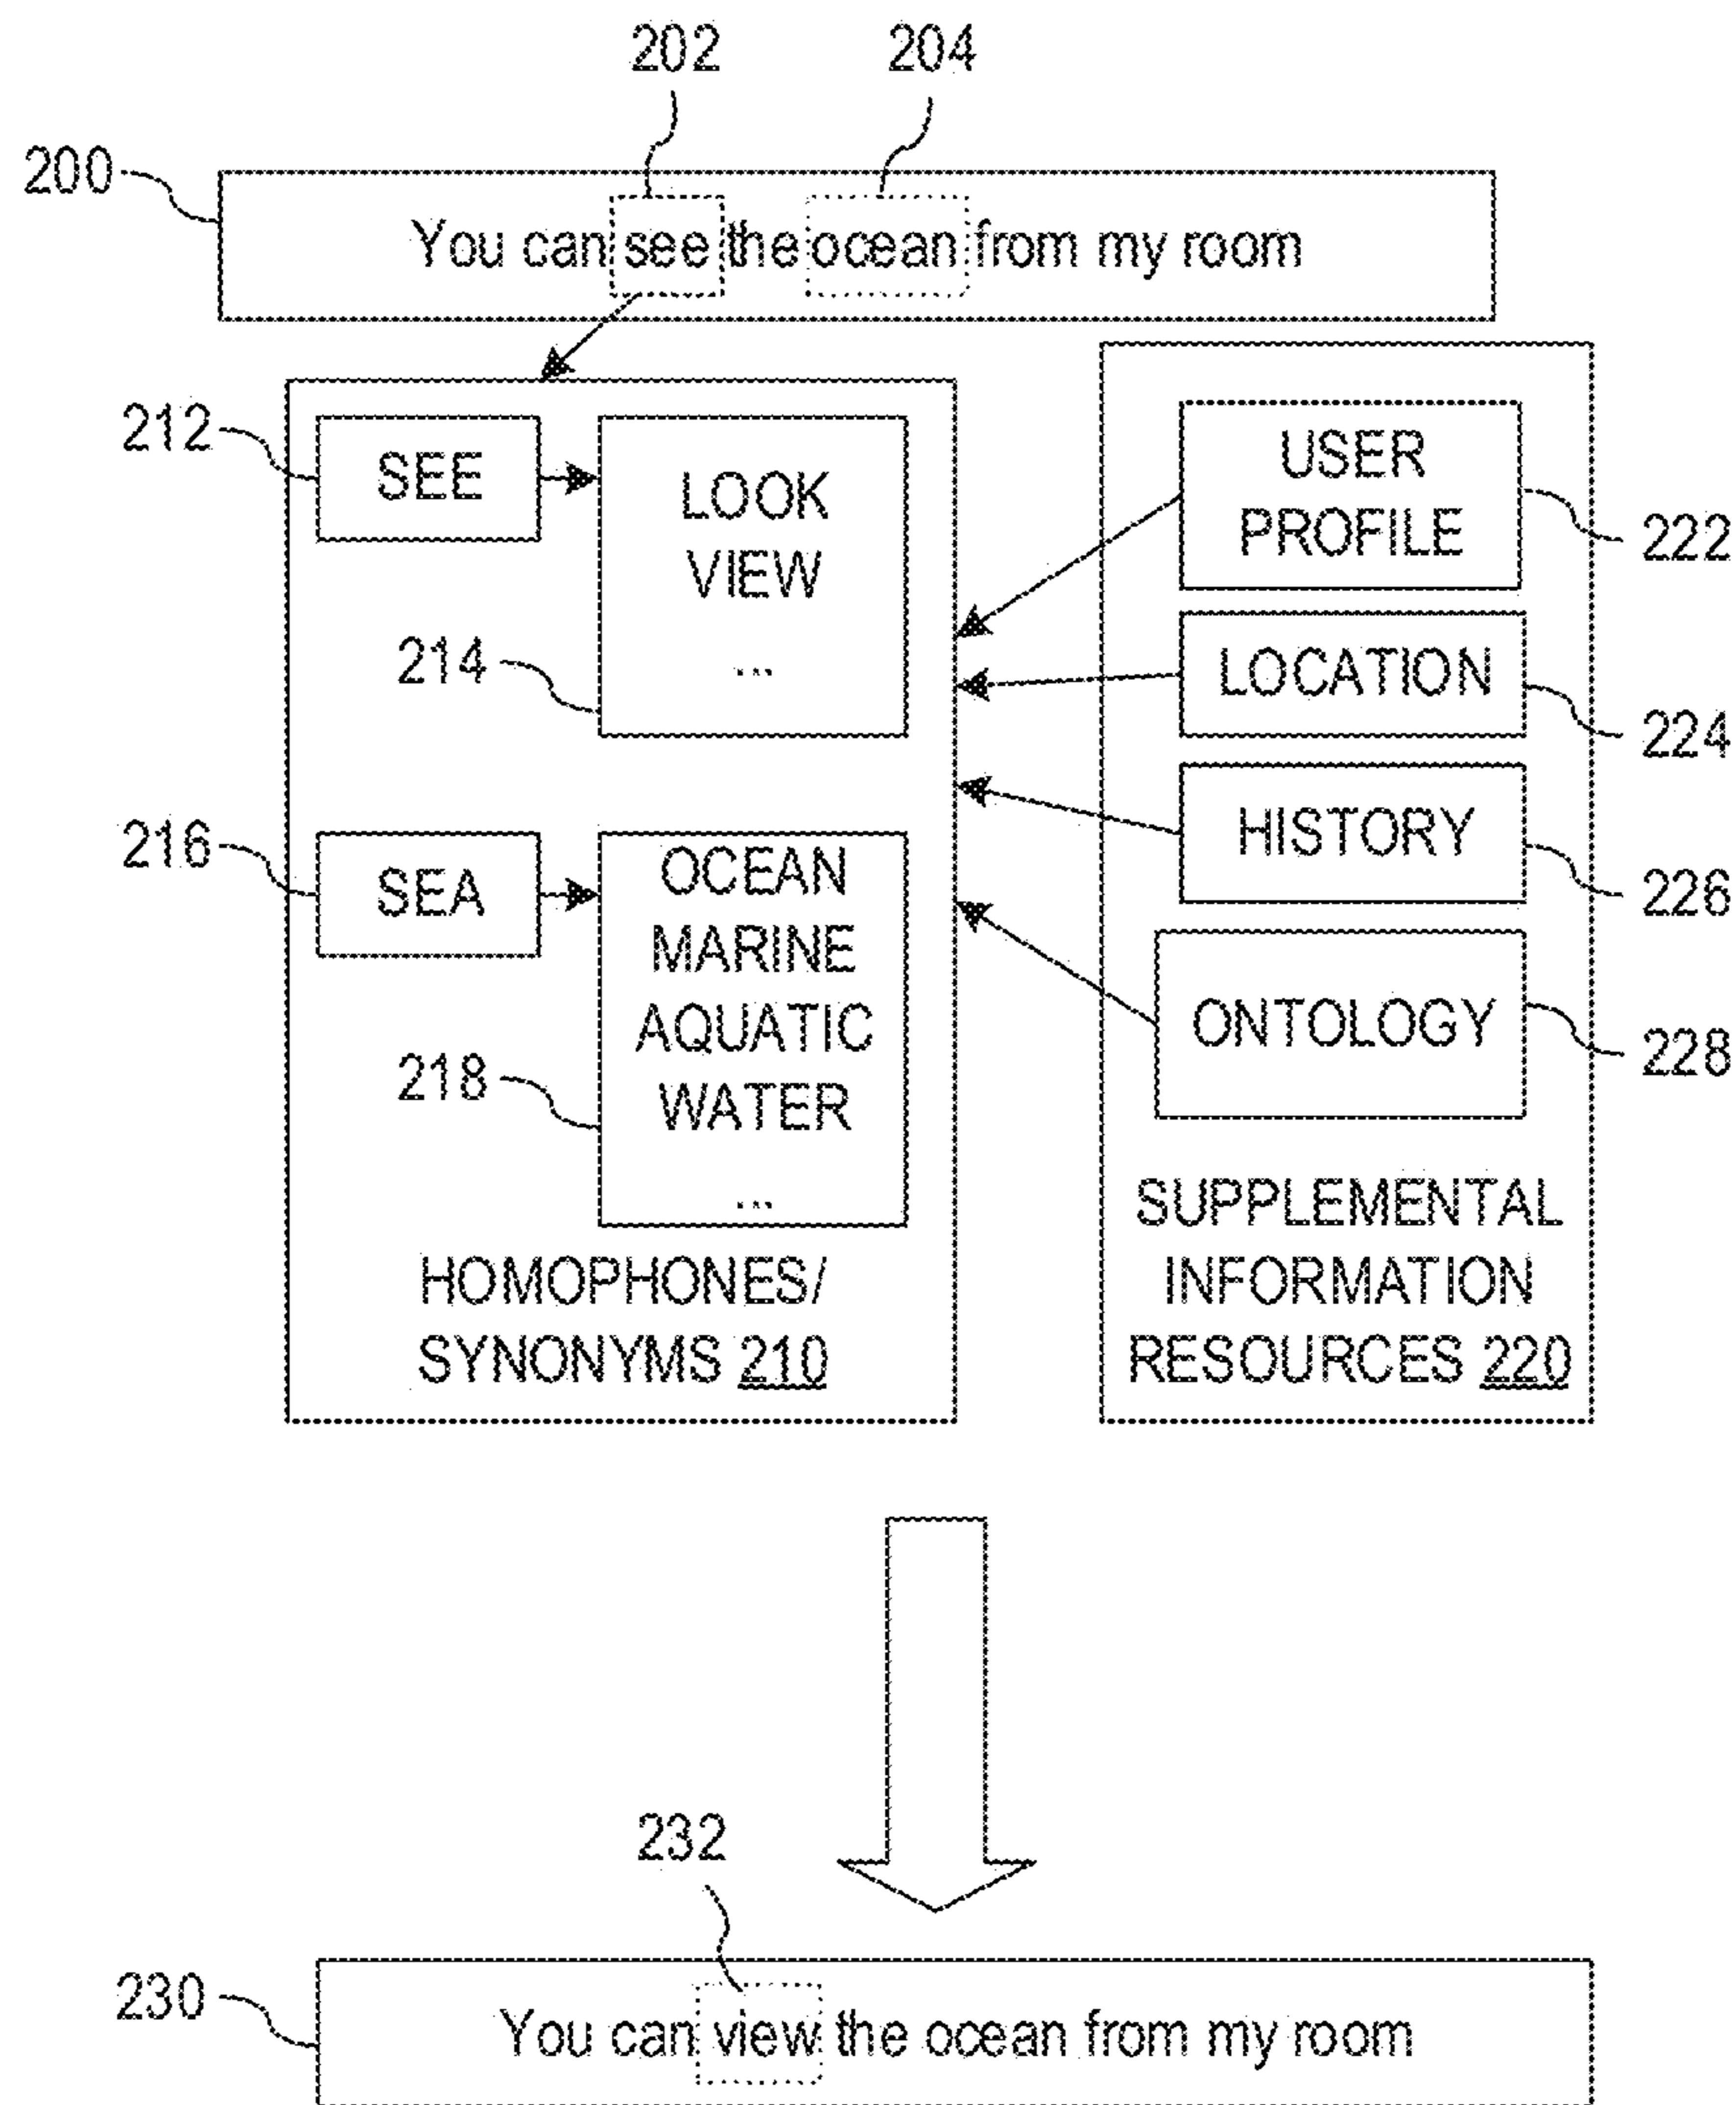 202
204
200
You can see the ocean from my room
212
SEE
LOOK
VIEW
...
214
216
SEA
OCEAN
MARINE
AQUATIC
WATER
...
218
HOMOPHONES/
SYNONYMS 210
USER
PROFILE
222
LOCATION
224
HISTORY
226
ONTOLOGY
228
SUPPLEMENTAL
INFORMATION
RESOURCES 220
232
230
You can view the ocean from my room